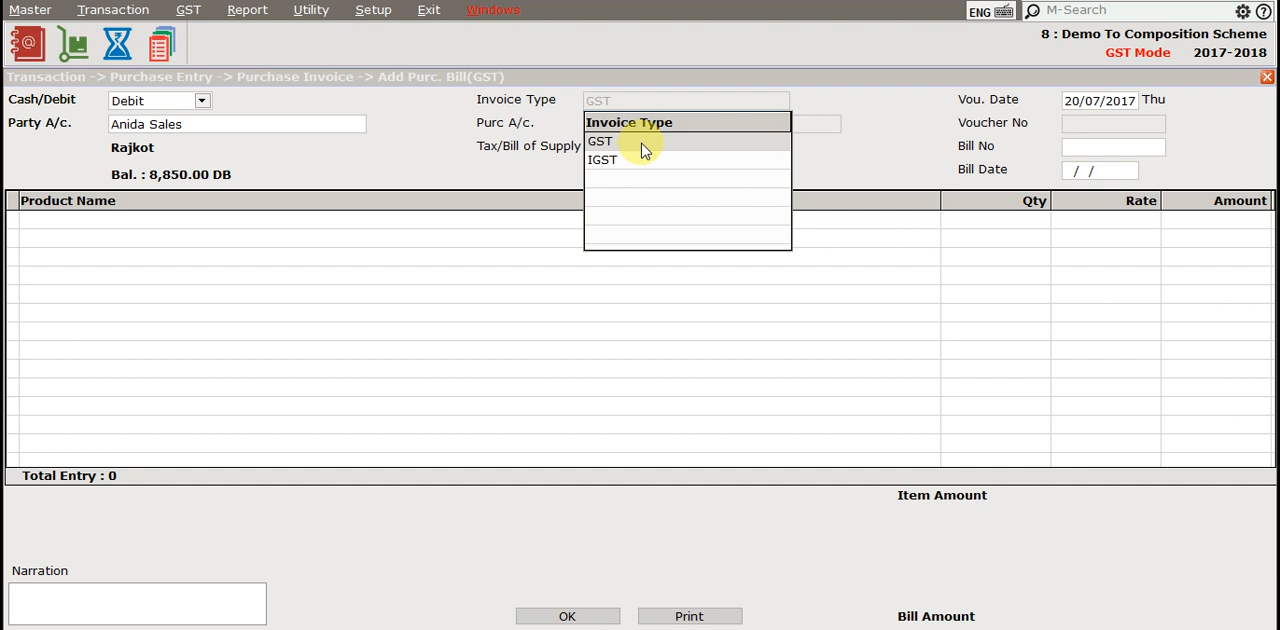 Master Transaction GST Report Utility Setup Exit Windows ENG M-Search
8 : Demo To Composition Scheme
GST Mode 2017-2018
Transaction -> Purchase Entry -> Purchase Invoice -> Add Purc. Bill(GST)
Cash/Debit Debit Invoice Type GST Vou. Date 20/07/2017 Thu
Party A/c. Anida Sales Purc A/c. Invoice Type Voucher No
Rajkot Tax/Bill of Supply GST Bill No
IGST
Bal. : 8,850.00 DB Bill Date / /
Product Name Qty Rate Amount
Total Entry : 0
Item Amount
Narration
OK Print Bill Amount